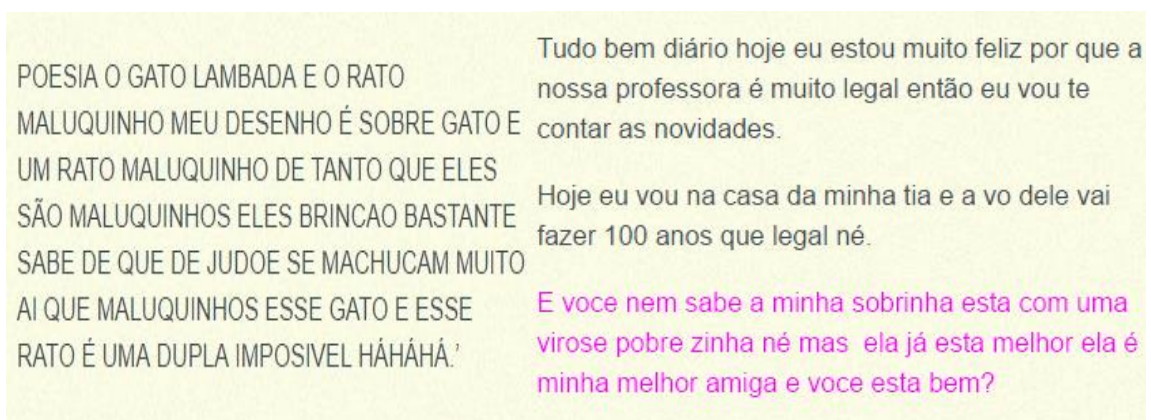 POESIA O GATO LAMBADA E O RATO
MALUQUINHO MEU DESENHO É SOBRE GATO E
UM RATO MALUQUINHO DE TANTO QUE ELES
SÃO MALUQUINHOS ELES BRINCAO BASTANTE
SABE DE QUE DE JUDOE SE MACHUCAM MUITO
AI QUE MALUQUINHOS ESSE GATO E ESSE
RATO É UMA DUPLA IMPOSIVEL HÁHÁHÁ.’
Tudo bem diário hoje eu estou muito feliz por que a
nossa professora é muito legal então eu vou te
contar as novidades.
Hoje eu vou na casa da minha tia e a vo dele vai
fazer 100 anos que legal né.
E voce nem sabe a minha sobrinha esta com uma
virose pobre zinha né mas  ela já esta melhor ela é
minha melhor amiga e voce esta bem?